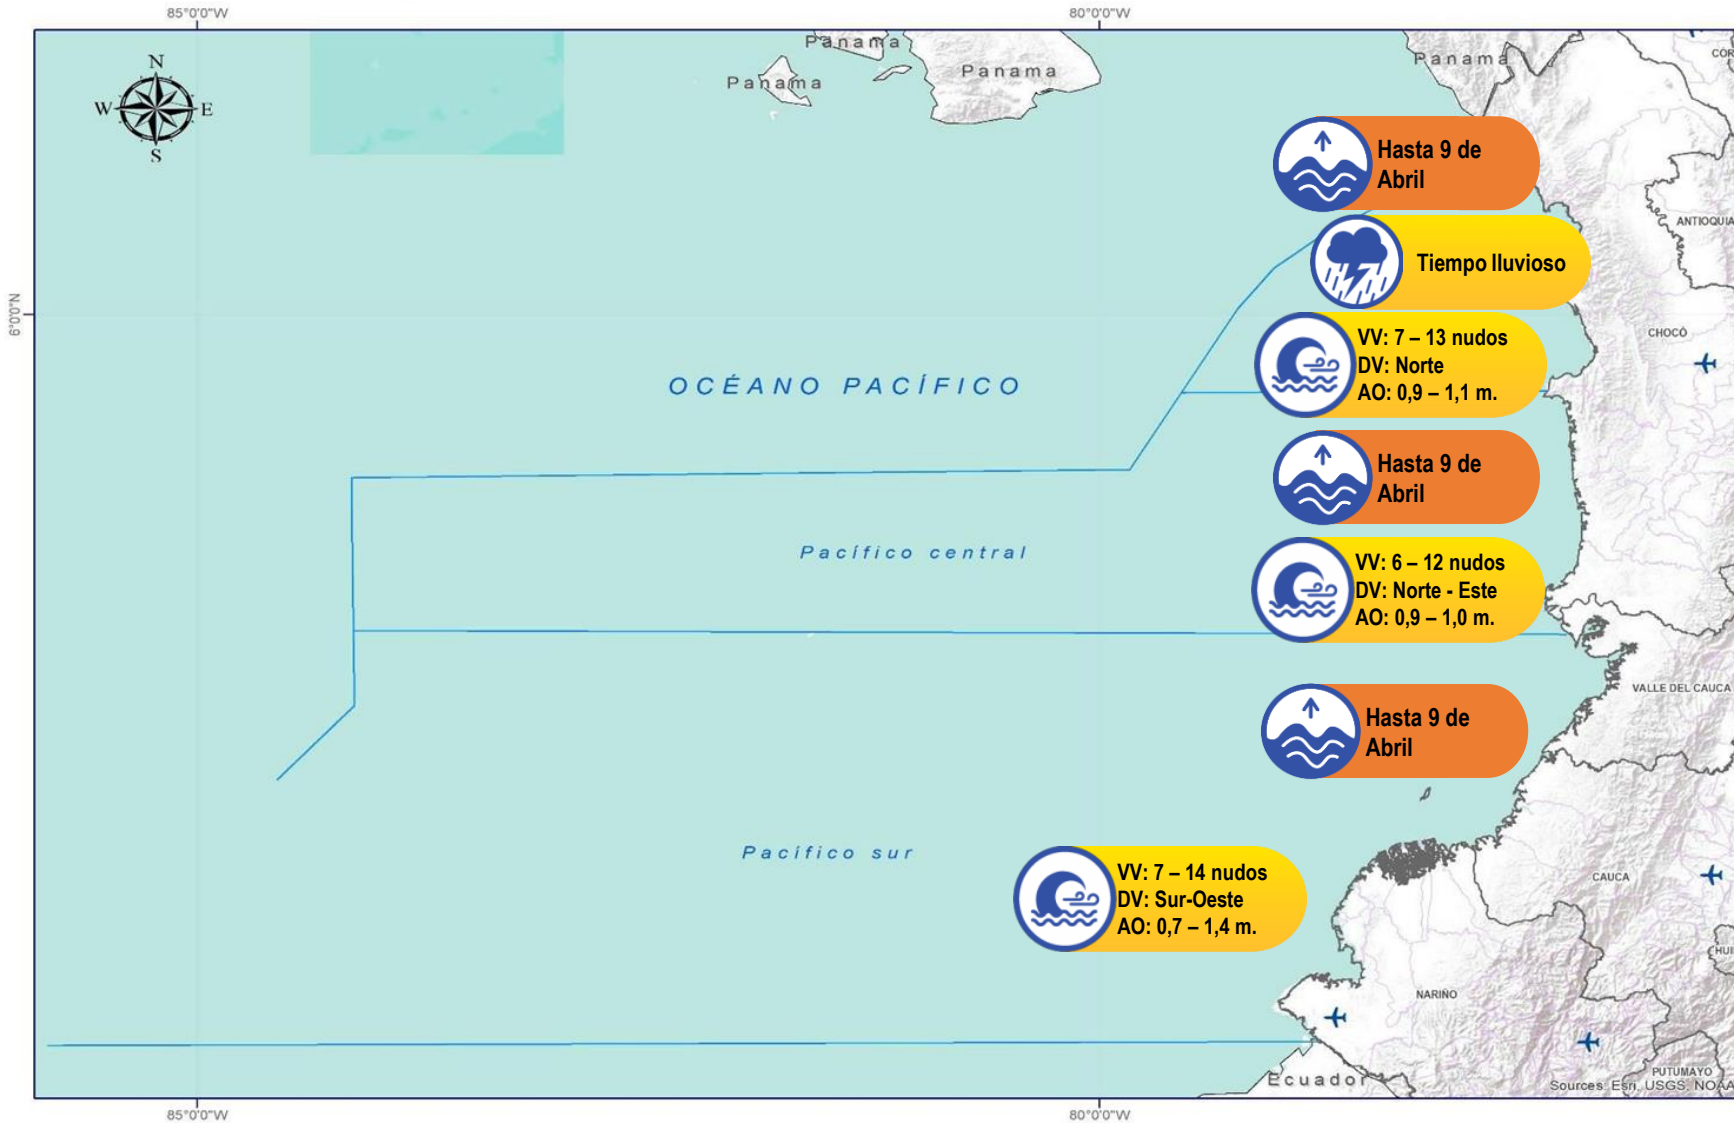 85°0'0"W
80°0'0"W
N
W
E
S
Panama
Panama
Panama
Panama
Hasta 9 de
Abril
ANTIOQUIA
Tiempo lluvioso
6°0'0"N
CHOCÓ
VV: 7 – 13 nudos
DV: Norte
AO: 0,9 – 1,1 m.
OCÉANO PACÍFICO
Hasta 9 de
Abril
Pacífico central
VV: 6 – 12 nudos
DV: Norte - Este
AO: 0,9 – 1,0 m.
VALLE DEL CAUCA
Hasta 9 de
Abril
Pacífico sur
VV: 7 – 14 nudos
DV: Sur-Oeste
AO: 0,7 – 1,4 m.
CAUCA
HUI
NARIÑO
PUTUMAYO
Ecuador
Sources: Esri, USGS, NOAA
85°0'0"W
80°0'0"W